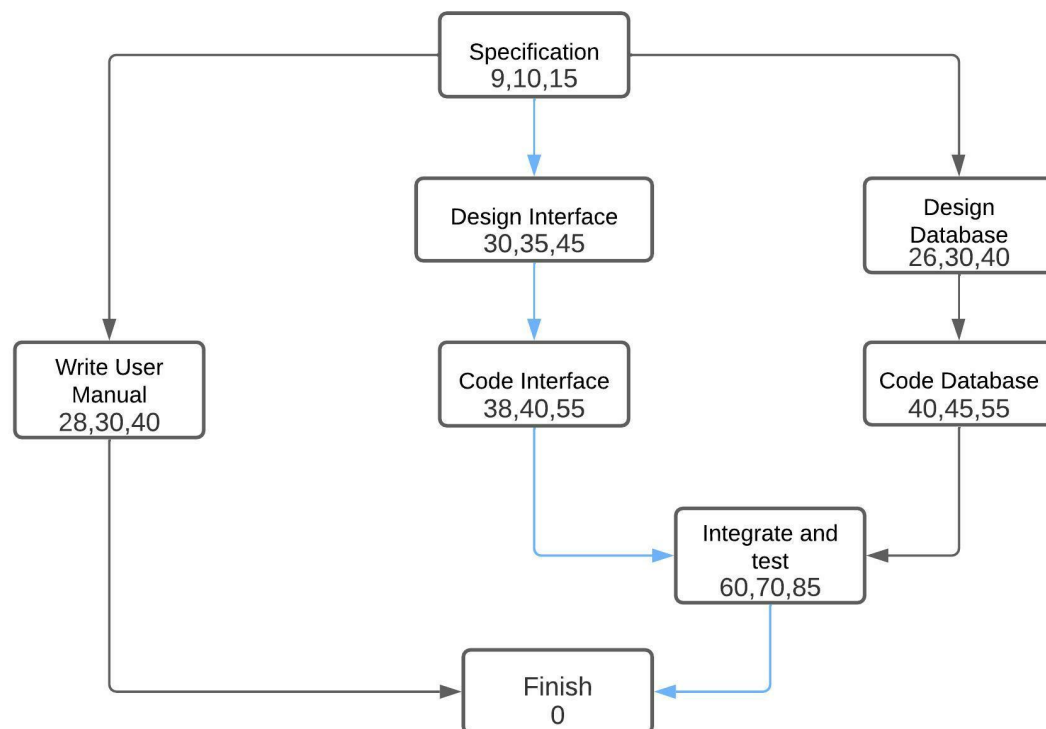 Specification
9,10,15
Design Interface
30,35,45
Design
Database
26,30,40
Write User
Manual
28,30,40
Code Interface
38,40,55
Code Database
40,45,55
Integrate and
test
60,70,85
Finish
0